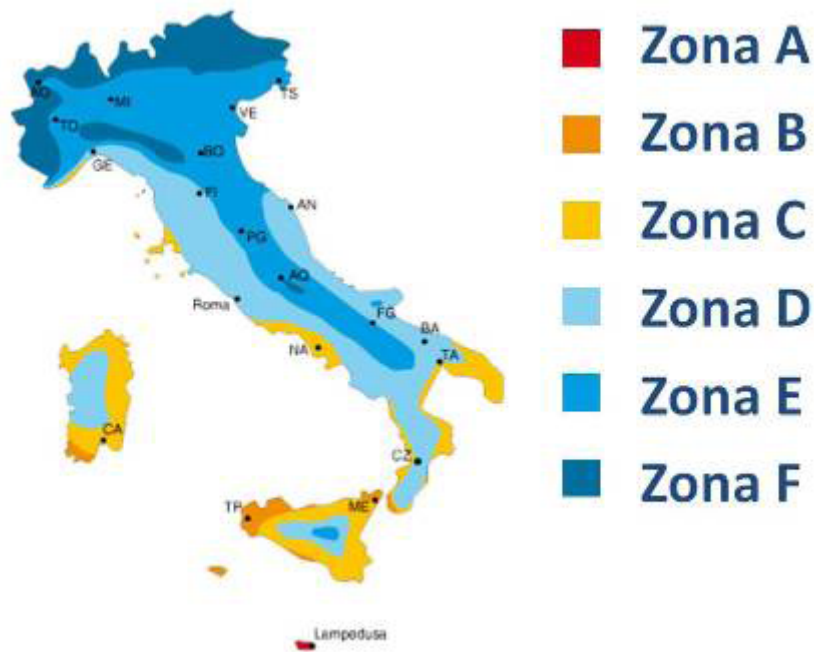 Zona A
Zona B
Zona C
Zona D
Zona E
Zona F
AO
MI
TS
VE
TO
BO
GE
FI
AN
PG
AQ
Roma
FG
BA
NA
TA
CA
CZ
TP
ME
Lampedusa